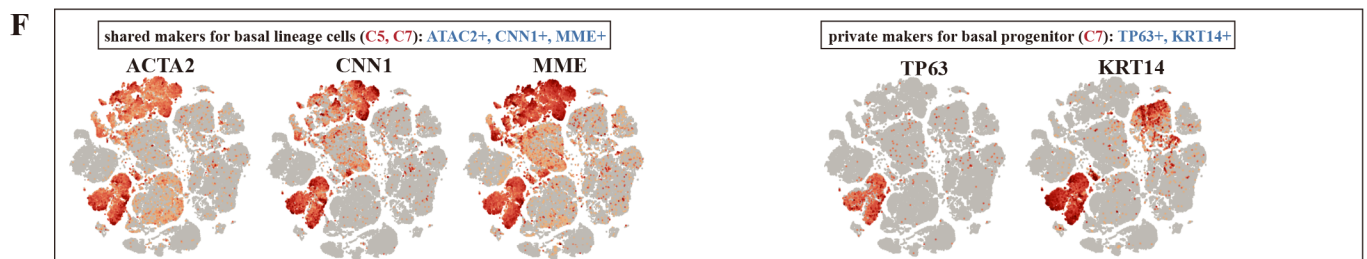 F
shared makers for basal lineage cells (C5, C7): ATAC2+, CNN1+, MME+
private makers for basal progenitor (C7): TP63+, KRT14+
ACTA2 CNN1 MME TP63 KRT14